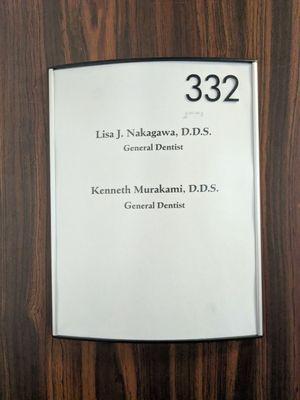 332
Lisa J. Nakagawa, D.D.S.
General Dentist
Kenneth Murakami, D.D.S.
General Dentist